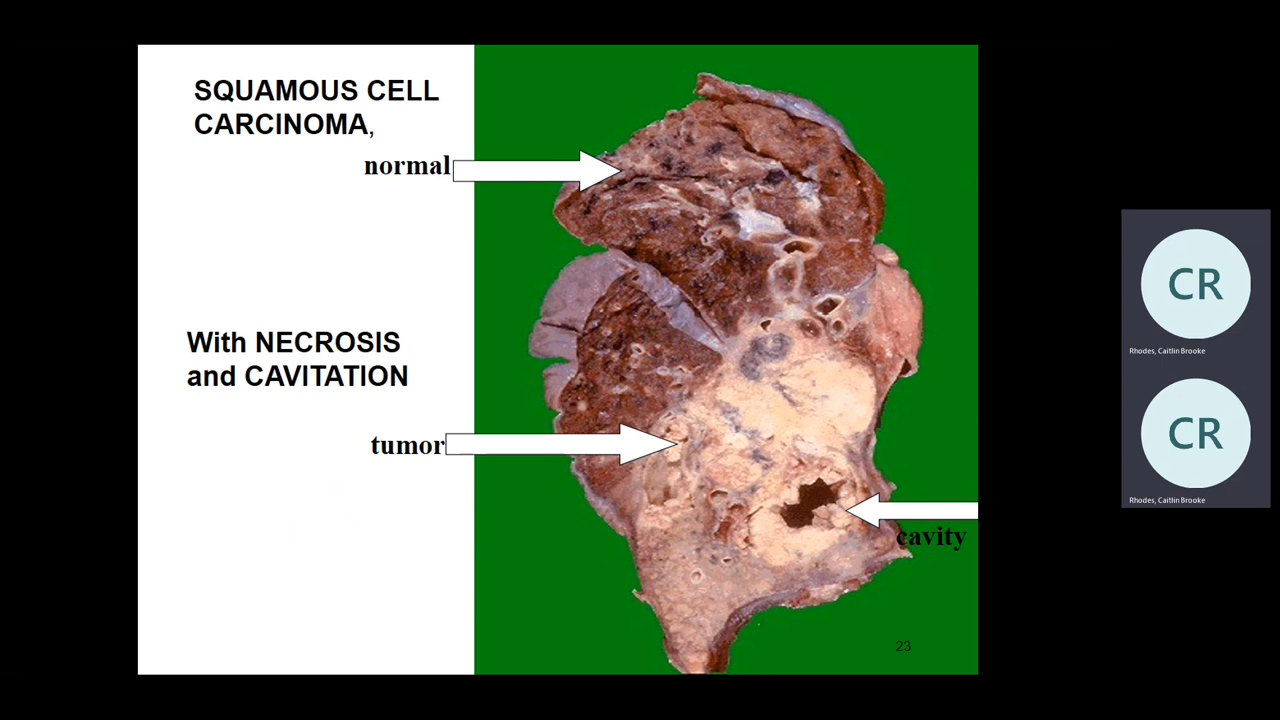 SQUAMOUS CELL
CARCINOMA,
normal
With NECROSIS
and CAVITATION
tumor
cavity
23
CR
Rhodes, Caitlin Brooke
CR
Rhodes, Caitlin Brooke